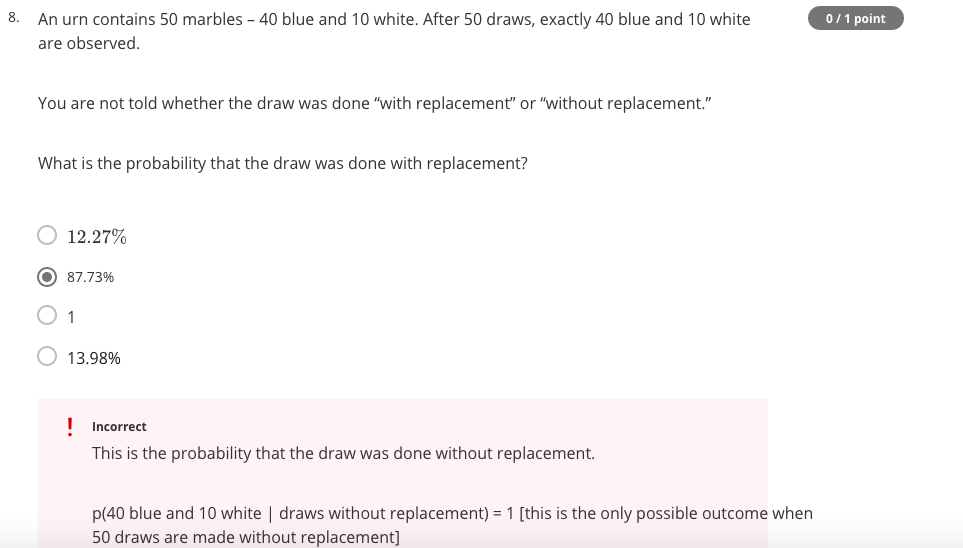 8. An urn contains 50 marbles – 40 blue and 10 white. After 50 draws, exactly 40 blue and 10 white
0 / 1 point
are observed.
You are not told whether the draw was done “with replacement” or “without replacement.”
What is the probability that the draw was done with replacement?
12.27%
87.73%
1
13.98%
! Incorrect
This is the probability that the draw was done without replacement.
p(40 blue and 10 white | draws without replacement) = 1 [this is the only possible outcome when
50 draws are made without replacement]